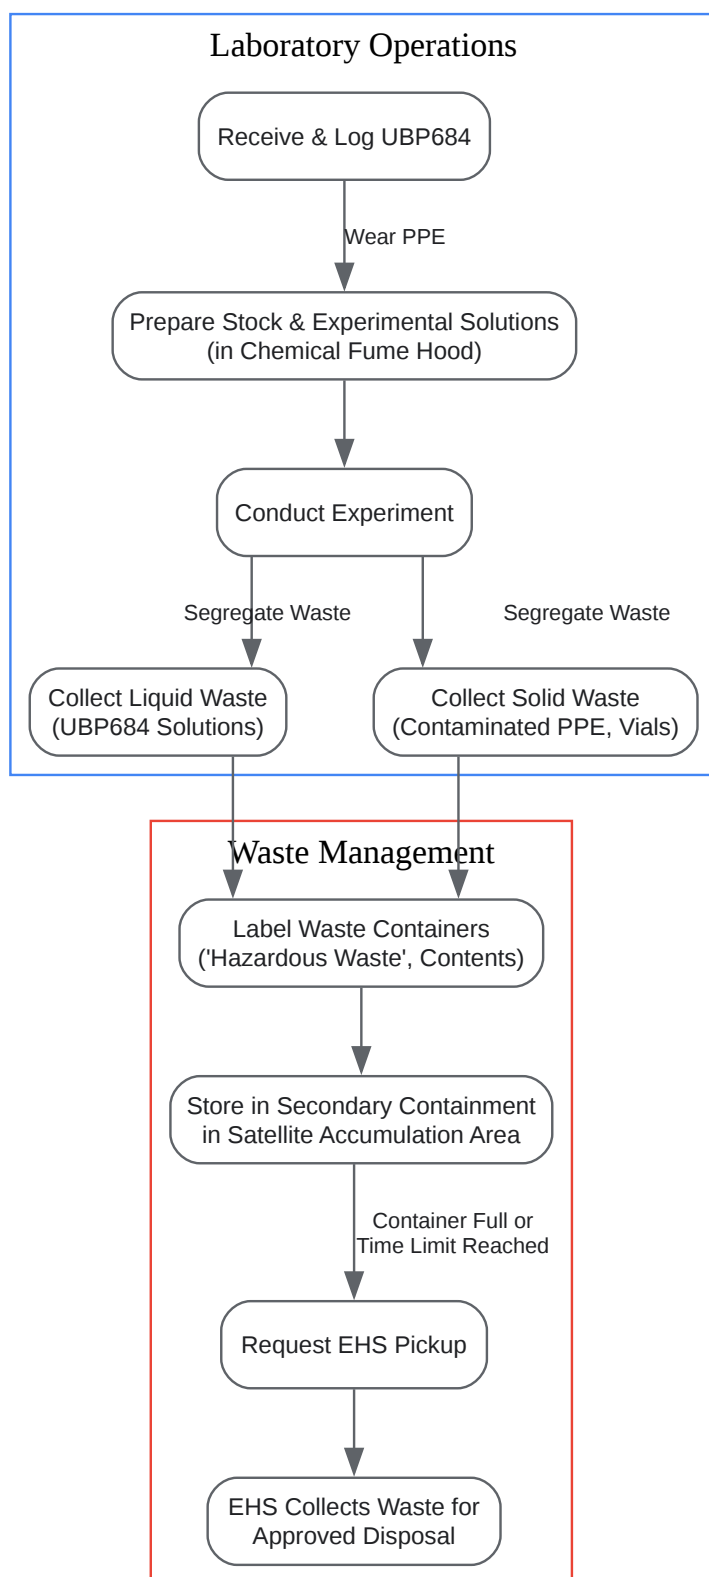 Laboratory Operations
Receive & Log UBP684
Wear PPE
Prepare Stock & Experimental Solutions
(in Chemical Fume Hood)
Conduct Experiment
Segregate Waste
Segregate Waste
Collect Liquid Waste
(UBP684 Solutions)
Collect Solid Waste
(Contaminated PPE, Vials)
Waste Management
Label Waste Containers
('Hazardous Waste', Contents)
Store in Secondary Containment
in Satellite Accumulation Area
Container Full or
Time Limit Reached
Request EHS Pickup
EHS Collects Waste for
Approved Disposal